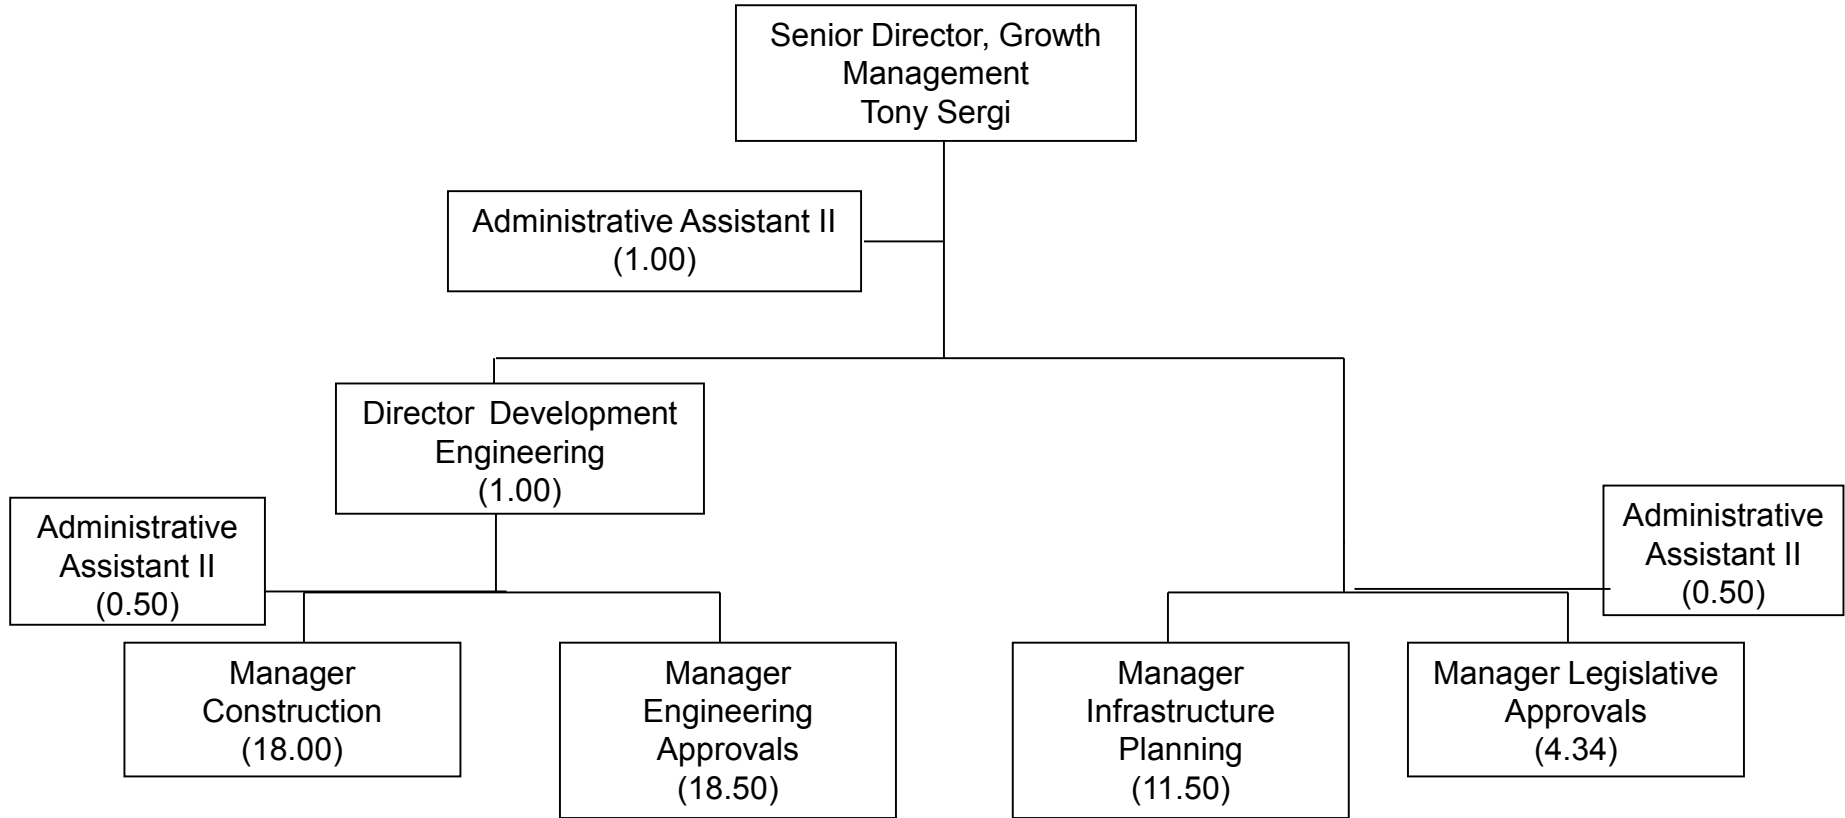 Senior Director, Growth
Management
Tony Sergi
Administrative Assistant II
(1.00)
Director Development
Engineering
(1.00)
Administrative
Assistant II
(0.50)
Administrative
Assistant II
(0.50)
Manager
Construction
(18.00)
Manager
Engineering
Approvals
(18.50)
Manager
Infrastructure
Planning
(11.50)
Manager Legislative
Approvals
(4.34)